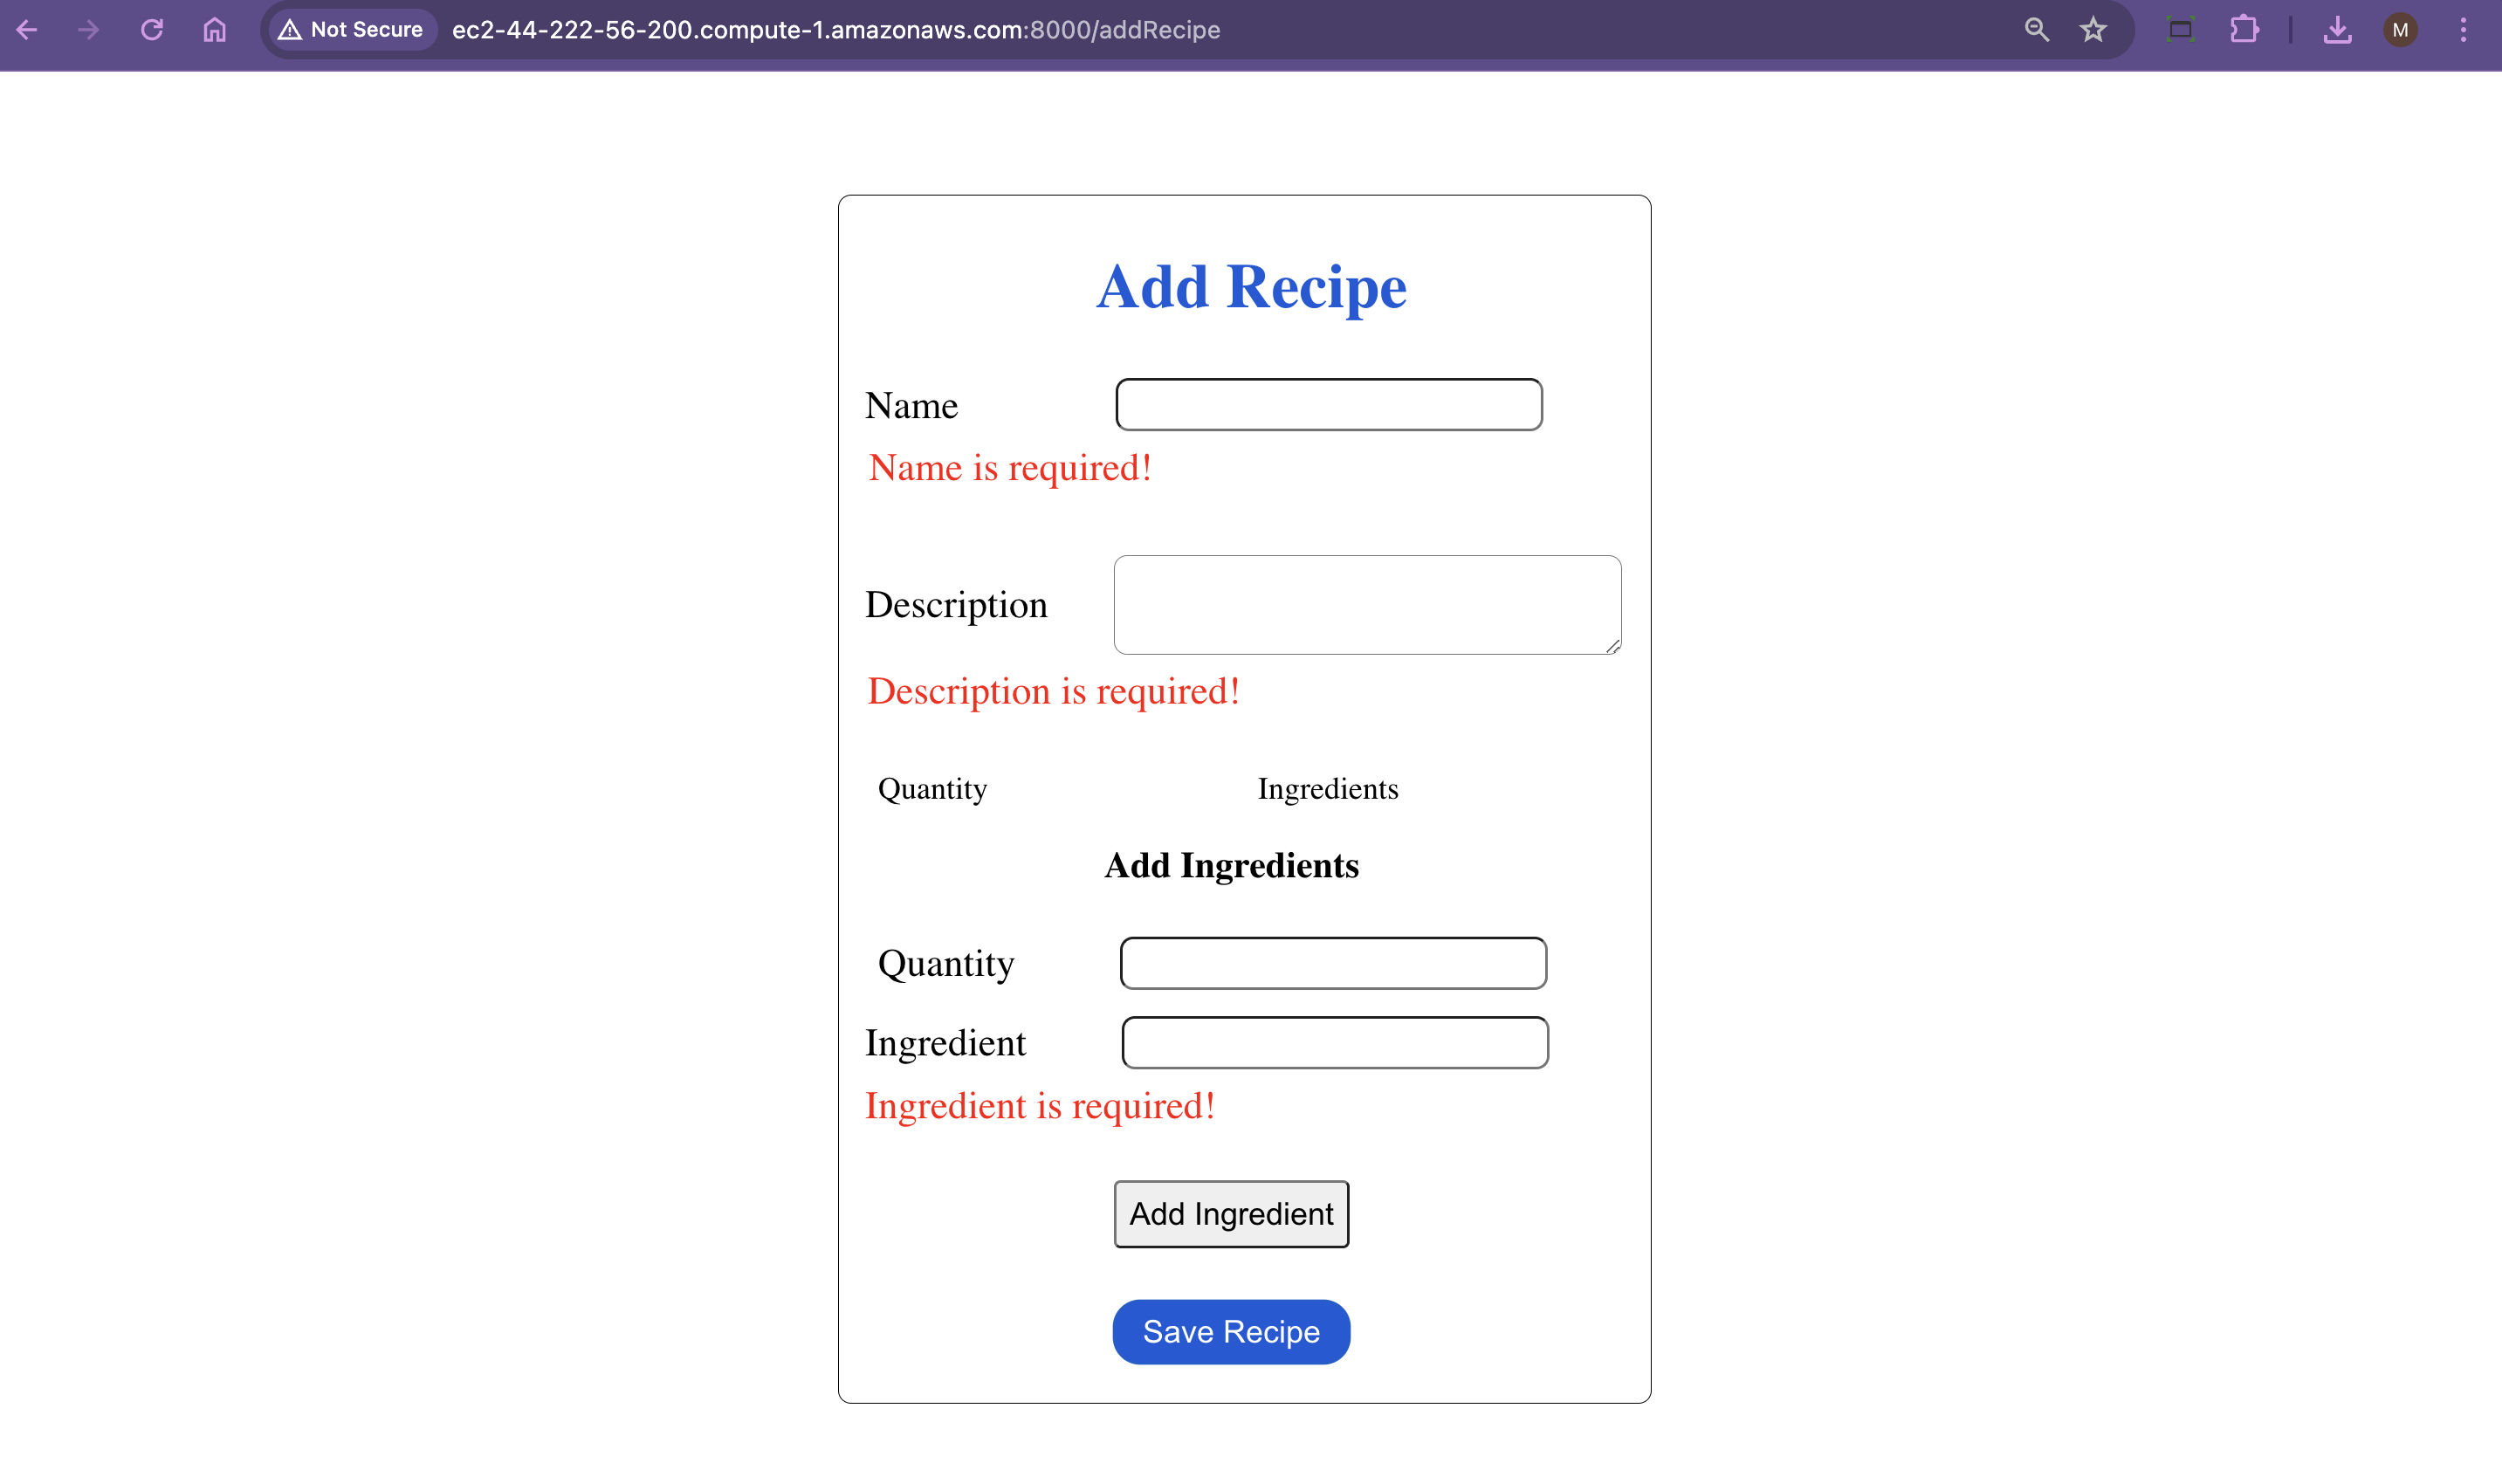 Not Secure ec2-44-222-56-200.compute-1.amazonaws.com:8000/addRecipe M
Add Recipe
Name
Name is required!
Description
Description is required!
Quantity Ingredients
Add Ingredients
Quantity
Ingredient
Ingredient is required!
Add Ingredient
Save Recipe